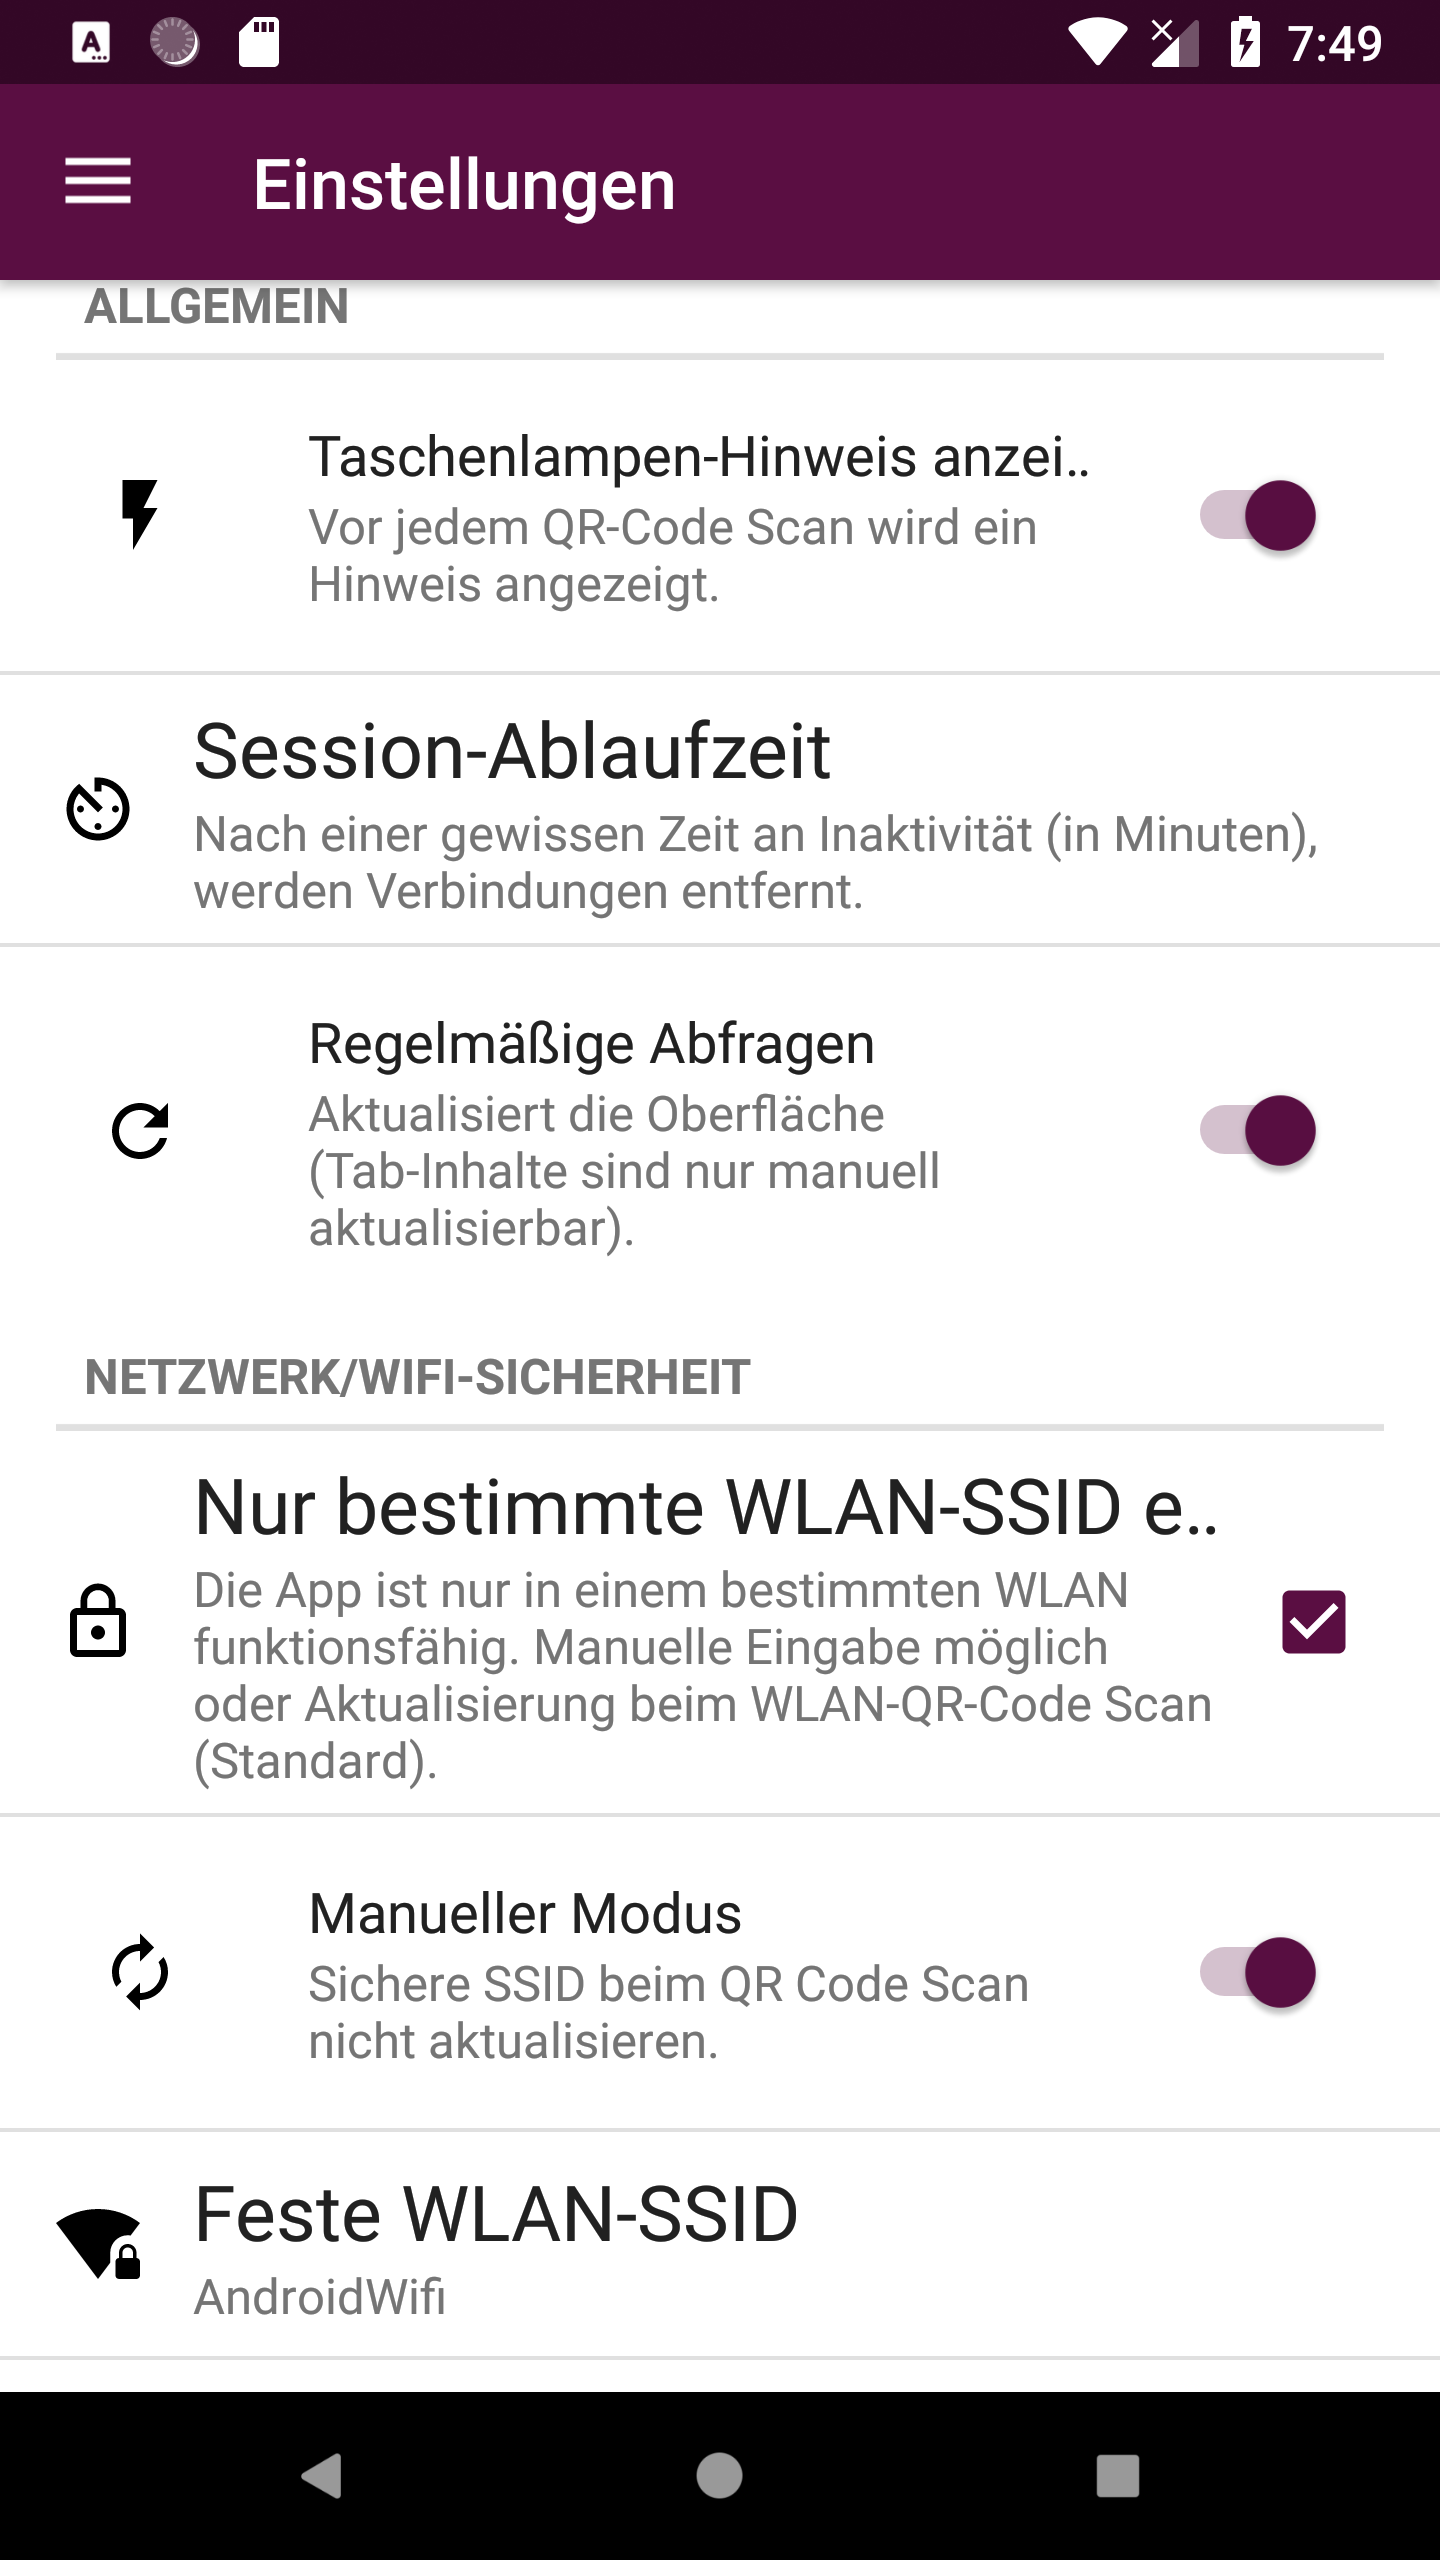 7:49
Einstellungen
ALLGEMEIN
Taschenlampen-Hinweis anzei..
Vor jedem QR-Code Scan wird ein
Hinweis angezeigt.
Session-Ablaufzeit
Nach einer gewissen Zeit an Inaktivität (in Minuten),
werden Verbindungen entfernt.
Regelmäßige Abfragen
Aktualisiert die Oberfläche
(Tab-Inhalte sind nur manuell
aktualisierbar).
NETZWERK/WIFI-SICHERHEIT
Nur bestimmte WLAN-SSID e..
Die App ist nur in einem bestimmten WLAN
funktionsfähig. Manuelle Eingabe möglich
oder Aktualisierung beim WLAN-QR-Code Scan
(Standard).
Manueller Modus
Sichere SSID beim QR Code Scan
nicht aktualisieren.
Feste WLAN-SSID
AndroidWifi